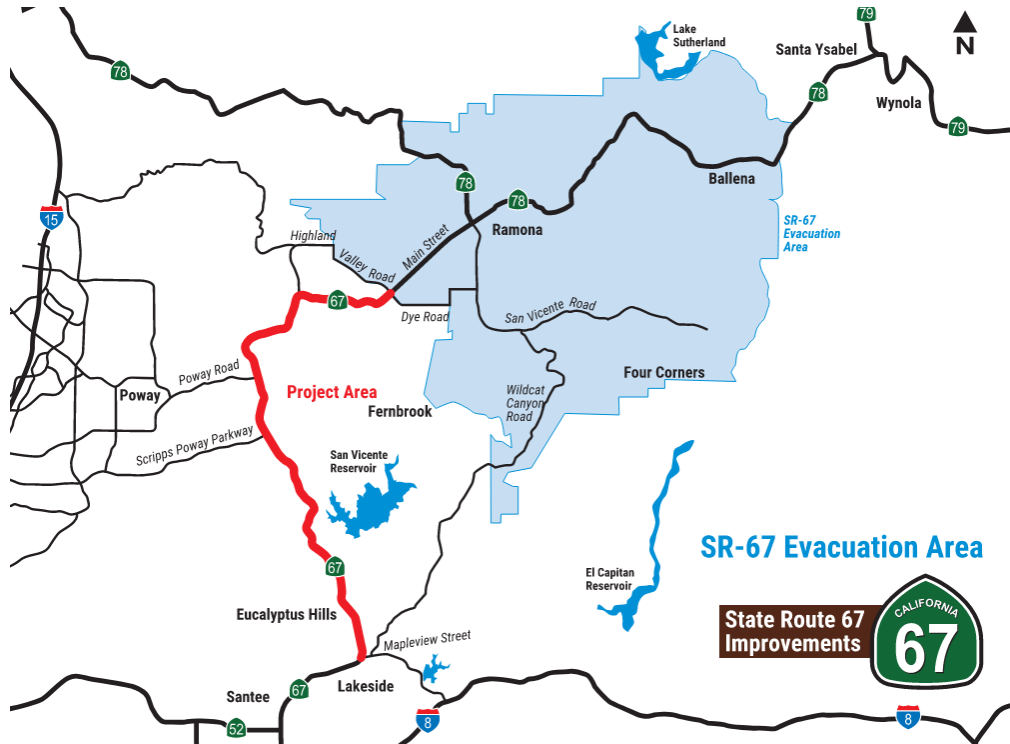 79
Lake
Sutherland
N
Santa Ysabel
78
78
Wynola
79
78
Ballena
78
15
Ramona
SR-67
Evacuation
Area
Highland
Valley Road
Main Street
67
Dye Road
San Vicente Road
Poway Road
Four Corners
Project Area
Wildcat
Canyon
Road
Poway
Fernbrook
Scripps Poway Parkway
San Vicente
Reservoir
SR-67 Evacuation Area
67
El Capitan
Reservoir
CALIFORNIA
67
State Route 67
Improvements
Eucalyptus Hills
Mapleview Street
Lakeside
67
Santee
52
8
8